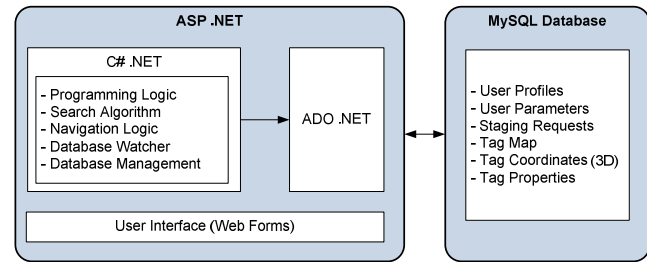 ASP .NET
C# .NET
- Programming Logic
- Search Algorithm
- Navigation Logic
- Database Watcher
- Database Management
ADO .NET
User Interface (Web Forms)
MySQL Database
- User Profiles
- User Parameters
- Staging Requests
- Tag Map
- Tag Coordinates (3D)
- Tag Properties